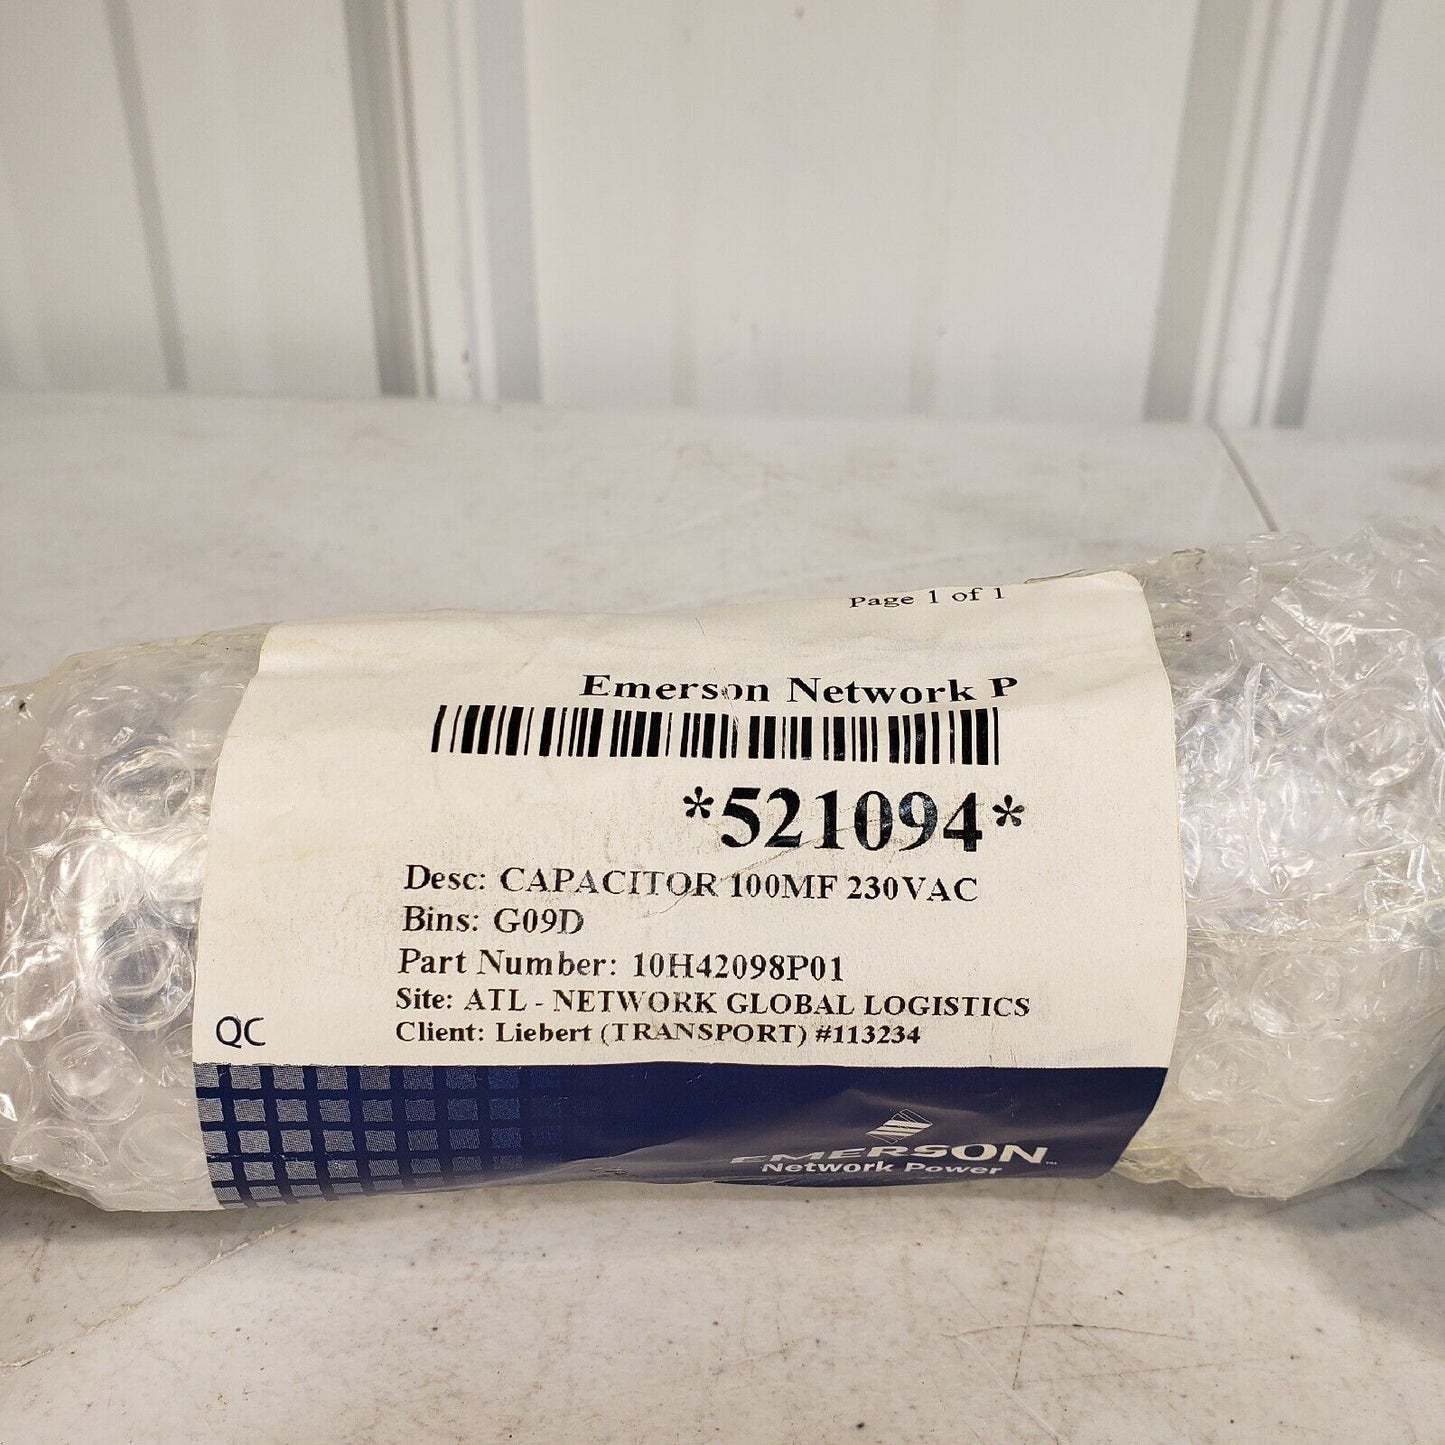 Page 1 of 1
Emerson Network P
*521094*
Desc: CAPACITOR 100MF 230VAC
Bins: G09D
Part Number: 10H42098P01
Site: ATL - NETWORK GLOBAL LOGISTICS
Client: Liebert (TRANSPORT) #113234
QC
EMERSON™
Network Power